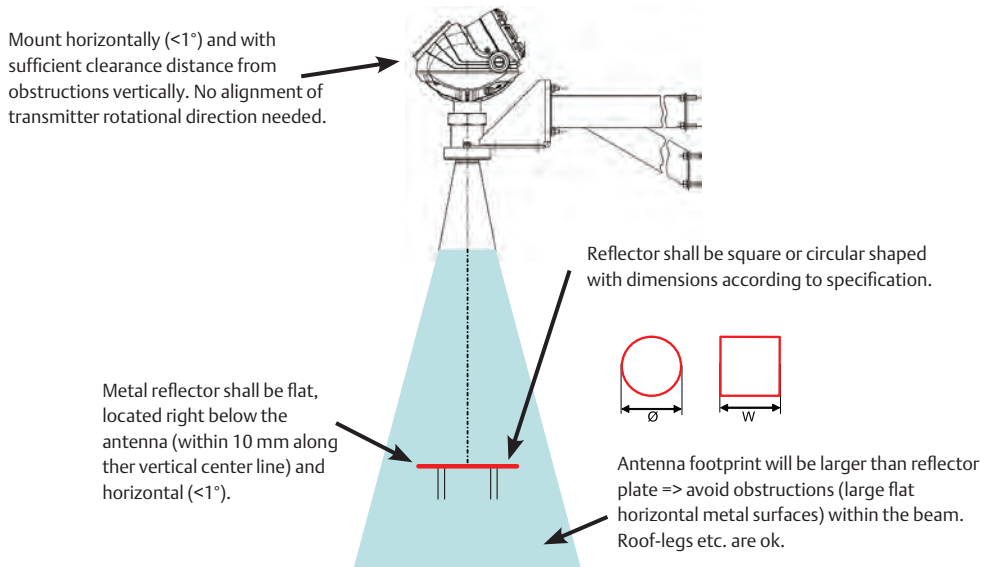 Mount horizontally (<1°) and with
sufficient clearance distance from
obstructions vertically. No alignment of
transmitter rotational direction needed.
Reflector shall be square or circular shaped
with dimensions according to specification.
Ø
W
Metal reflector shall be flat,
located right below the
antenna (within 10 mm along
ther vertical center line) and
horizontal (<1°).
Antenna footprint will be larger than reflector
plate => avoid obstructions (large flat
horizontal metal surfaces) within the beam.
Roof-legs etc. are ok.